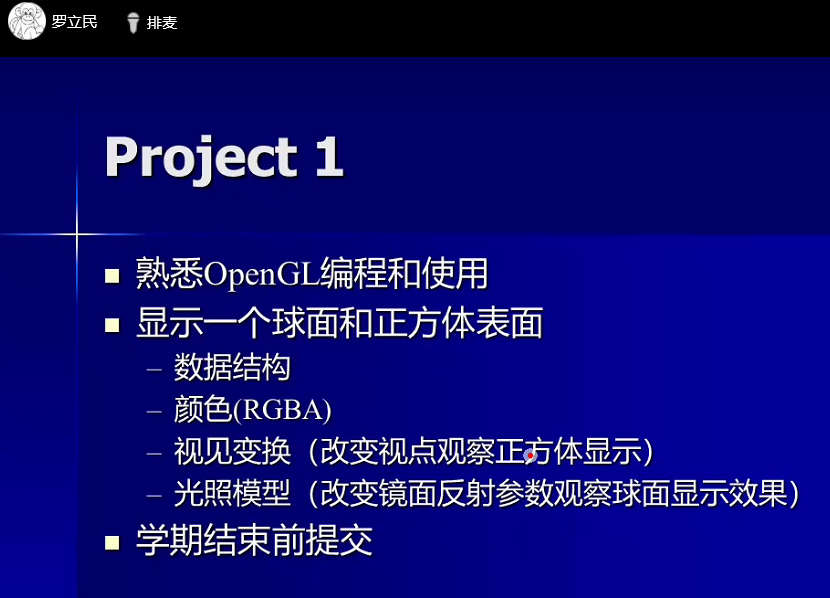 罗立民 排麦
Project 1
熟悉OpenGL编程和使用
显示一个球面和正方体表面
– 数据结构
– 颜色(RGBA)
– 视见变换（改变视点观察正方体显示）
– 光照模型（改变镜面反射参数观察球面显示效果）
学期结束前提交